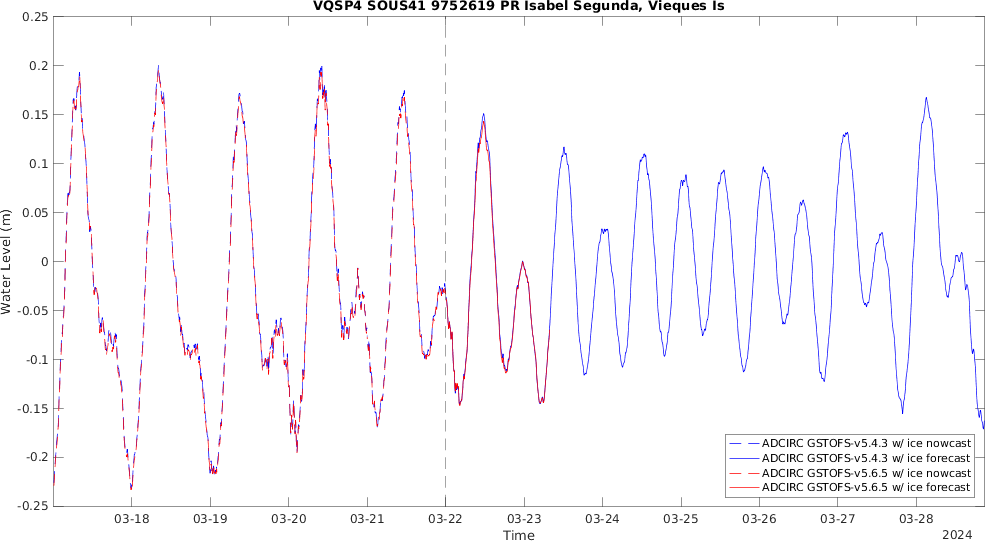 VQSP4 SOUS41 9752619 PR Isabel Segunda, Vieques Is
0.25
0.2
0.15
0.1
0.05
0
-0.05
-0.1
-0.15
-0.2
-0.25
Water Level (m)
ADCIRC GSTOFS-v5.4.3 w/ ice nowcast
ADCIRC GSTOFS-v5.4.3 w/ ice forecast
ADCIRC GSTOFS-v5.6.5 w/ ice nowcast
ADCIRC GSTOFS-v5.6.5 w/ ice forecast
03-18 03-19 03-20 03-21 03-22 03-23 03-24 03-25 03-26 03-27 03-28
Time
2024